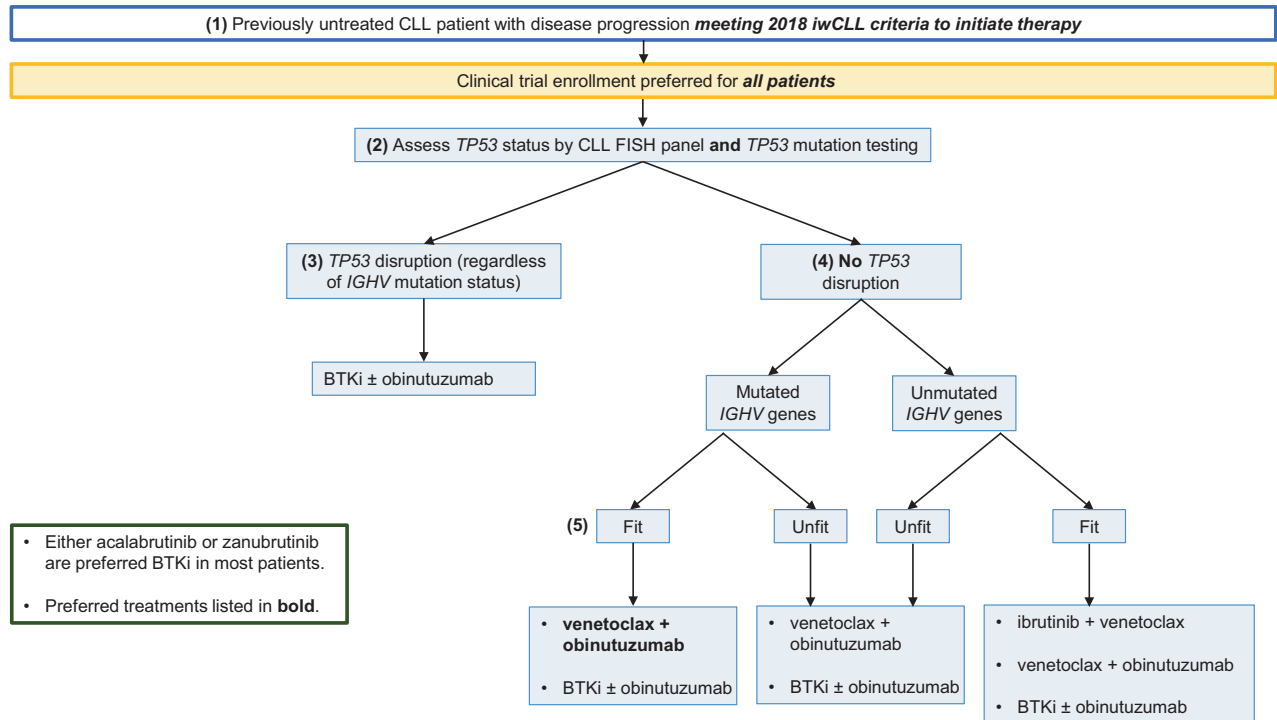 (1) Previously untreated CLL patient with disease progression meeting 2018 iwCLL criteria to initiate therapy
Clinical trial enrollment preferred for all patients
(2) Assess TP53 status by CLL FISH panel and TP53 mutation testing
(3) TP53 disruption (regardless
of IGHV mutation status)
(4) No TP53
disruption
BTKi ± obinutuzumab
Mutated
IGHV genes
Unmutated
IGHV genes
(5)
Fit
Unfit
Unfit
Fit
• Either acalabrutinib or zanubrutinib
are preferred BTKi in most patients.
• Preferred treatments listed in bold.
• venetoclax +
obinutuzumab
• BTKi ± obinutuzumab
• venetoclax +
obinutuzumab
• BTKi ± obinutuzumab
• ibrutinib + venetoclax
• venetoclax + obinutuzumab
• BTKi ± obinutuzumab